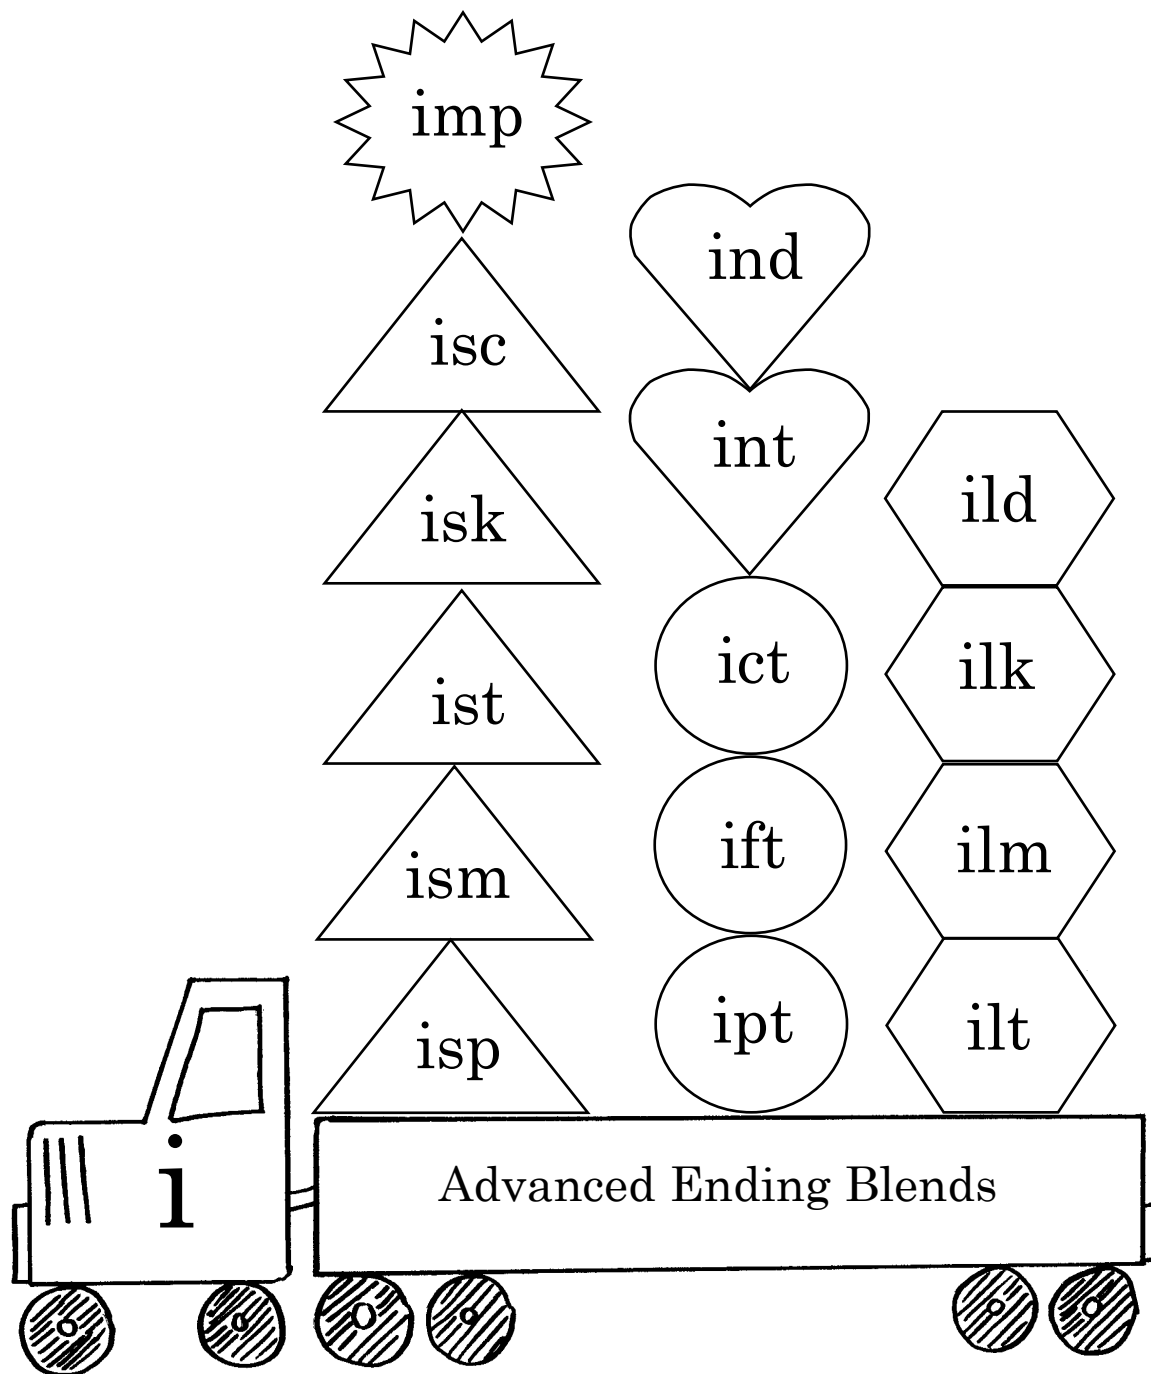 imp
isc
isk
ist
ism
isp
ind
int
ict
ift
ipt
ild
ilk
ilm
ilt
i
Advanced Ending Blends